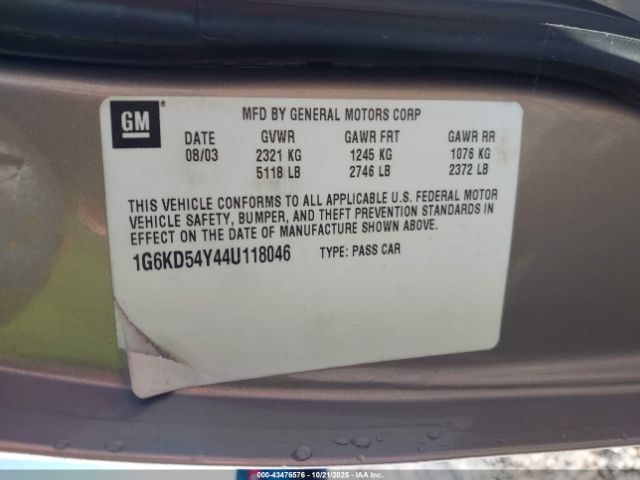 GM
MFD BY GENERAL MOTORS CORP
DATE GVWR GAWR FRT GAWR RR
08/03 2321 KG 1245 KG 1076 KG
5118 LB 2746 LB 2372 LB
THIS VEHICLE CONFORMS TO ALL APPLICABLE U.S. FEDERAL MOTOR
VEHICLE SAFETY, BUMPER, AND THEFT PREVENTION STANDARDS IN
EFFECT ON THE DATE OF MANUFACTURE SHOWN ABOVE.
1G6KD54Y44U118046 TYPE: PASS CAR
00-43476576 | 10/21/2025 | IAA Inc.